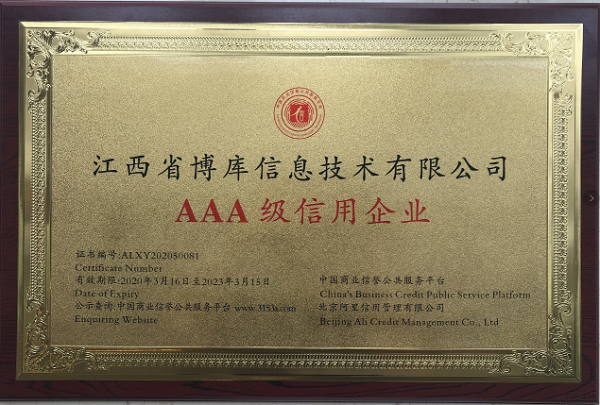 江西省博库信息技术有限公司
AAA级信用企业
证书编号:ALXY202050081
Certificate Number
有效期限:2020年3月16日至2023年3月15日
Date of Expiry
公示查询:中国商业信誉公共服务平台 www.3153a.com
Enquiring Website
中国商业信誉公共服务平台
China's Business Credit Public Service Platform
北京阿里信用管理有限公司
Beijing Ali Credit Management Co., Ltd